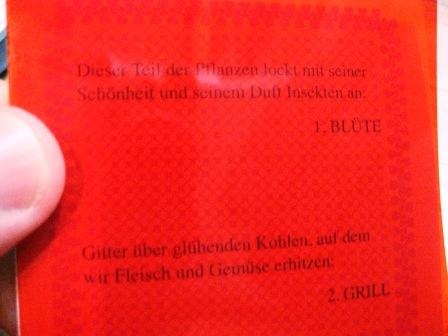 Dieser Teil der Pflanzen lockt mit seiner
Schönheit und seinem Duft Insekten an:
1. BLÜTE
Gitter über glühenden Kohlen, auf dem
wir Fleisch und Gemüse erhitzen:
2. GRILL